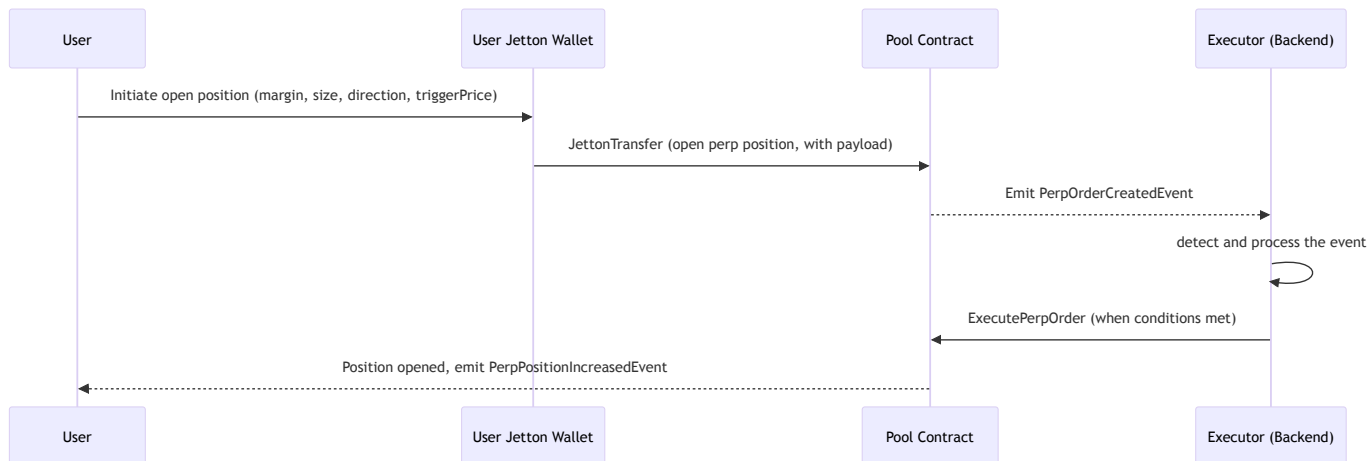 User
User Jetton Wallet
Pool Contract
Executor (Backend)
Initiate open position (margin, size, direction, triggerPrice)
JettonTransfer (open perp position, with payload)
Emit PerpOrderCreatedEvent
detect and process the event
ExecutePerpOrder (when conditions met)
Position opened, emit PerpPositionIncreasedEvent
User
User Jetton Wallet
Pool Contract
Executor (Backend)